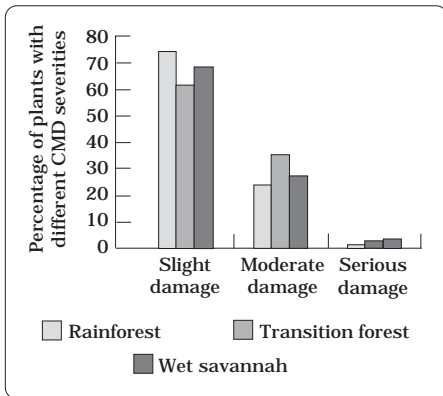 Percentage of plants with
different CMD severities
80
70
60
50
40
30
20
10
0
Slight
damage
Moderate
damage
Serious
damage
Rainforest
Transition forest
Wet savannah